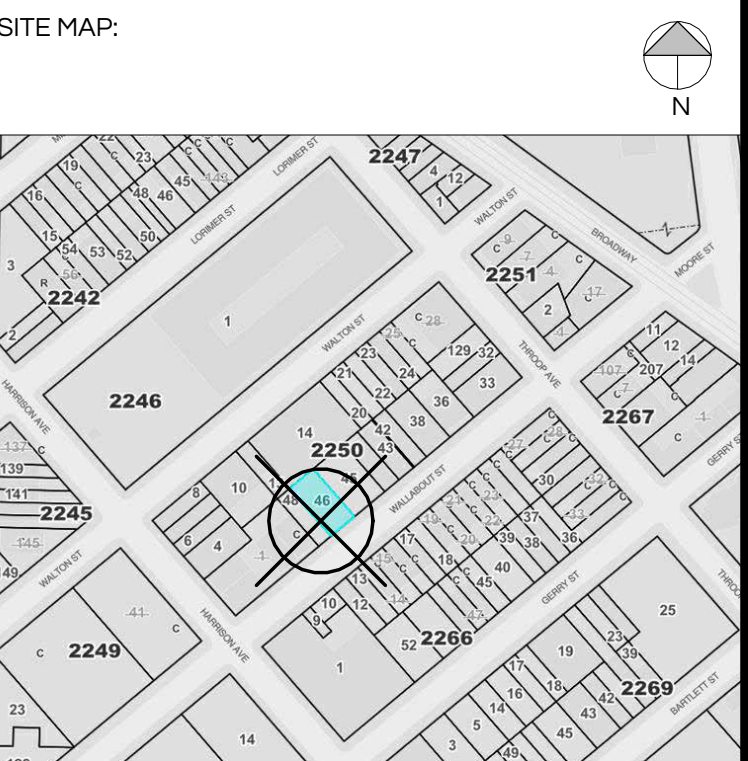 SITE MAP:
N
LORIMER ST
2247
22
C
C
C
19
C
23
C
45
143
4
12
16
48
46
1
LORIMER ST
WALTON ST
15
54
50
53
52
3
56
R
2242
C
9
C
7
C
4
BROADWAY
MOORE ST
2251
C
17
2
4
1
2
WALTON ST
C
28
25
C
23
129
32
THROOP AVE
11
12
14
107
207
C
7
C
2267
1
C
GERRY ST
HARRISON AVE
2246
21
24
33
22
36
20
38
14
42
43
2250
137
C
139
141
2245
145
149
8
10
1
45
48
46
C
6
4
1
WALLABOUT ST
28
C
C
27
30
32
C
23
21
22
19
37
33
17
39
38
36
20
15
18
40
C
C
45
13
14
12
10
9
47
WALTON ST
HARRISON AVE
GERRY ST
THROO
41
C
C
2249
52
2266
1
25
23
39
19
17
18
16
2269
BARTLETT ST
14
42
43
5
45
3
49
23
14